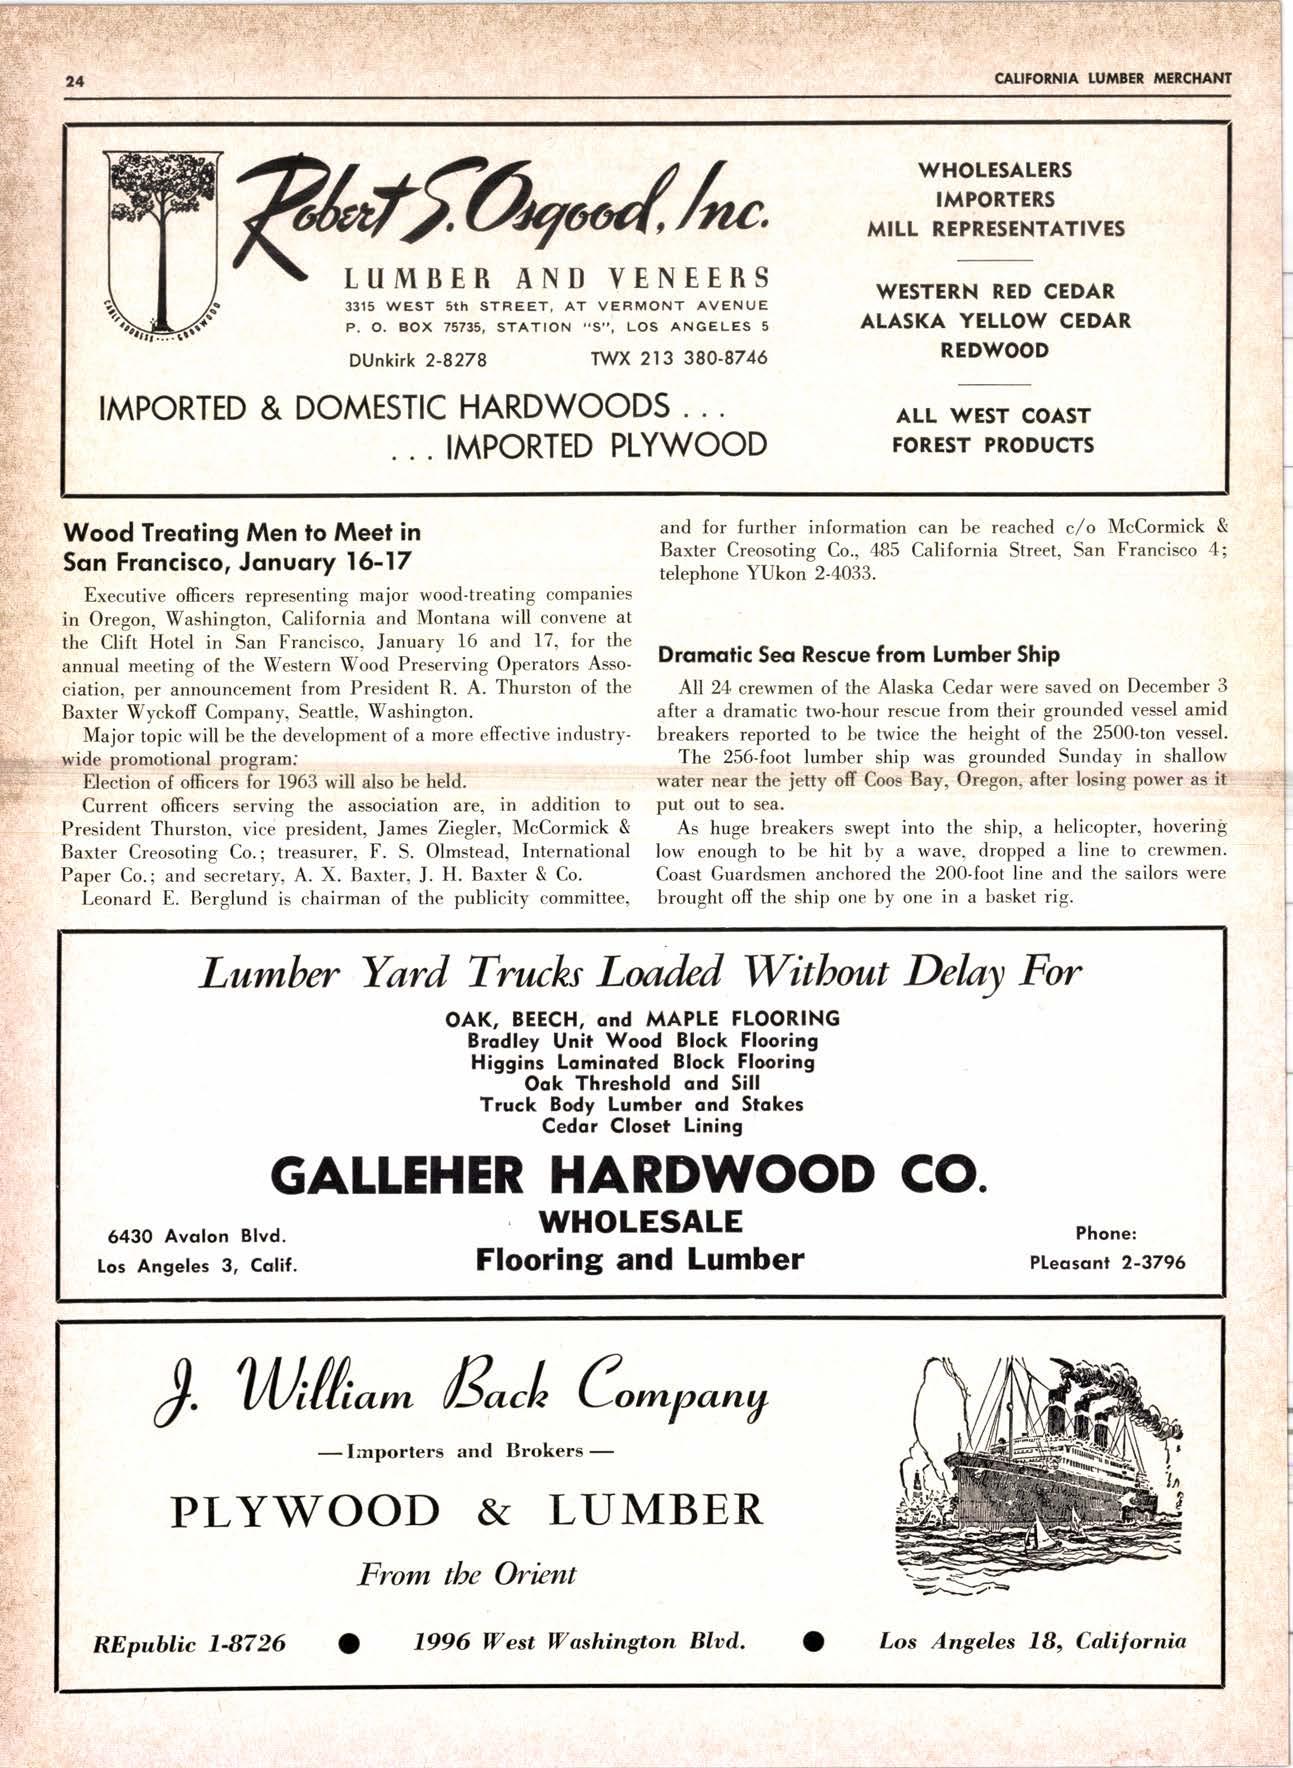 24
CALIFORNIA LUMBER MERCHANT
Robert S. Osgood, Inc.
LUMBER AND VENEERS
3315 WEST 5th STREET, AT VERMONT AVENUE
P. O. BOX 75735, STATION "S", LOS ANGELES 5
DUnkirk 2-8278 TWX 213 380-8746
CABLE ADDRESS....GOODWOOD
IMPORTED & DOMESTIC HARDWOODS ...
... IMPORTED PLYWOOD
WHOLESALERS
IMPORTERS
MILL REPRESENTATIVES
WESTERN RED CEDAR
ALASKA YELLOW CEDAR
REDWOOD
ALL WEST COAST
FOREST PRODUCTS
Wood Treating Men to Meet in
San Francisco, January 16-17
Executive officers representing major wood-treating companies
in Oregon, Washington, California and Montana will convene at
the Clift Hotel in San Francisco, January 16 and 17, for the
annual meeting of the Western Wood Preserving Operators Asso-
ciation, per announcement from President R. A. Thurston of the
Baxter Wyckoff Company, Seattle, Washington.
Major topic will be the development of a more effective industry-
wide promotional program.
Election of officers for 1963 will also be held.
Current officers serving the association are, in addition to
President Thurston, vice president, James Ziegler, McCormick &
Baxter Creosoting Co.; treasurer, F. S. Olmstead, International
Paper Co.; and secretary, A. X. Baxter, J. H. Baxter & Co.
Leonard E. Berglund is chairman of the publicity committee,
and for further information can be reached c/o McCormick &
Baxter Creosoting Co., 485 California Street, San Francisco 4;
telephone YUkon 2-4033.
Dramatic Sea Rescue from Lumber Ship
All 24 crewmen of the Alaska Cedar were saved on December 3
after a dramatic two-hour rescue from their grounded vessel amid
breakers reported to be twice the height of the 2500-ton vessel.
The 256-foot lumber ship was grounded Sunday in shallow
water near the jetty off Coos Bay, Oregon, after losing power as it
put out to sea.
As huge breakers swept into the ship, a helicopter, hovering
low enough to be hit by a wave, dropped a line to crewmen.
Coast Guardsmen anchored the 200-foot line and the sailors were
brought off the ship one by one in a basket rig.
Lumber Yard Trucks Loaded Without Delay For
OAK, BEECH, and MAPLE FLOORING
Bradley Unit Wood Block Flooring
Higgins Laminated Block Flooring
Oak Threshold and Sill
Truck Body Lumber and Stakes
Cedar Closet Lining
GALLEHER HARDWOOD CO.
WHOLESALE
Flooring and Lumber
6430 Avalon Blvd.
Los Angeles 3, Calif.
Phone:
PLeasant 2-3796
J. William Back Company
— Importers and Brokers —
PLYWOOD & LUMBER
From the Orient
REpublic 1-8726 ● 1996 West Washington Blvd. ● Los Angeles 18, California